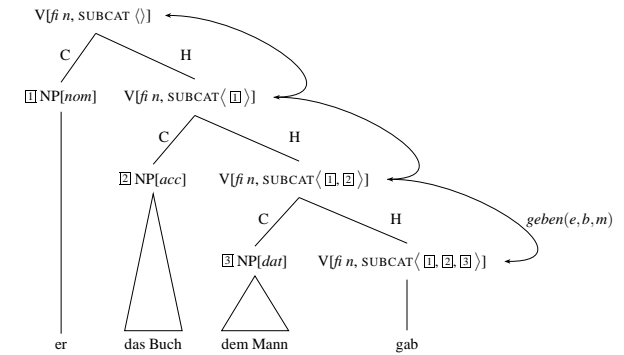 V[fin, SUBCAT ⟨⟩]
C H
1 NP[nom] V[fin, SUBCAT⟨ 1 ⟩]
C H
2 NP[acc] V[fin, SUBCAT⟨ 1, 2 ⟩]
C H geben(e,b,m)
3 NP[dat] V[fin, SUBCAT⟨ 1, 2, 3 ⟩]
er das Buch dem Mann gab